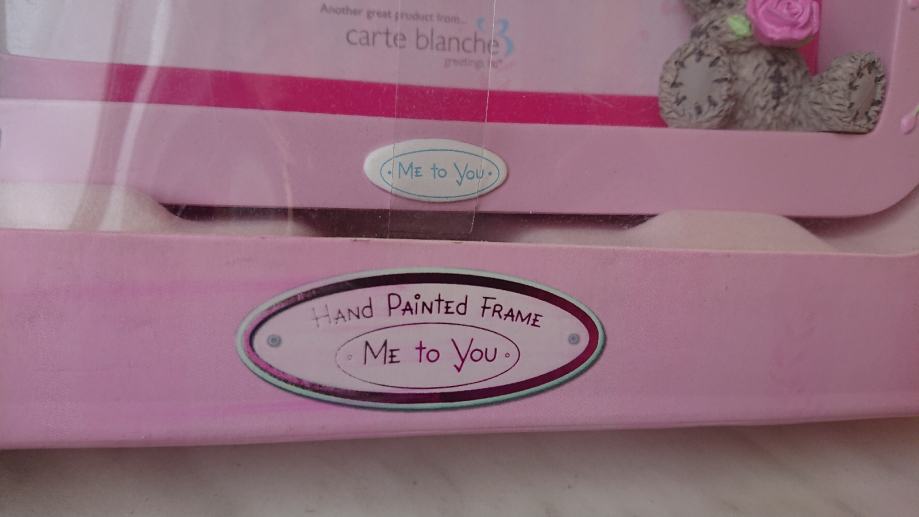 Another great product from...
carte blanche
greetings ltd
ME to YOU
HAND PAINTED FRAME
ME to YOU